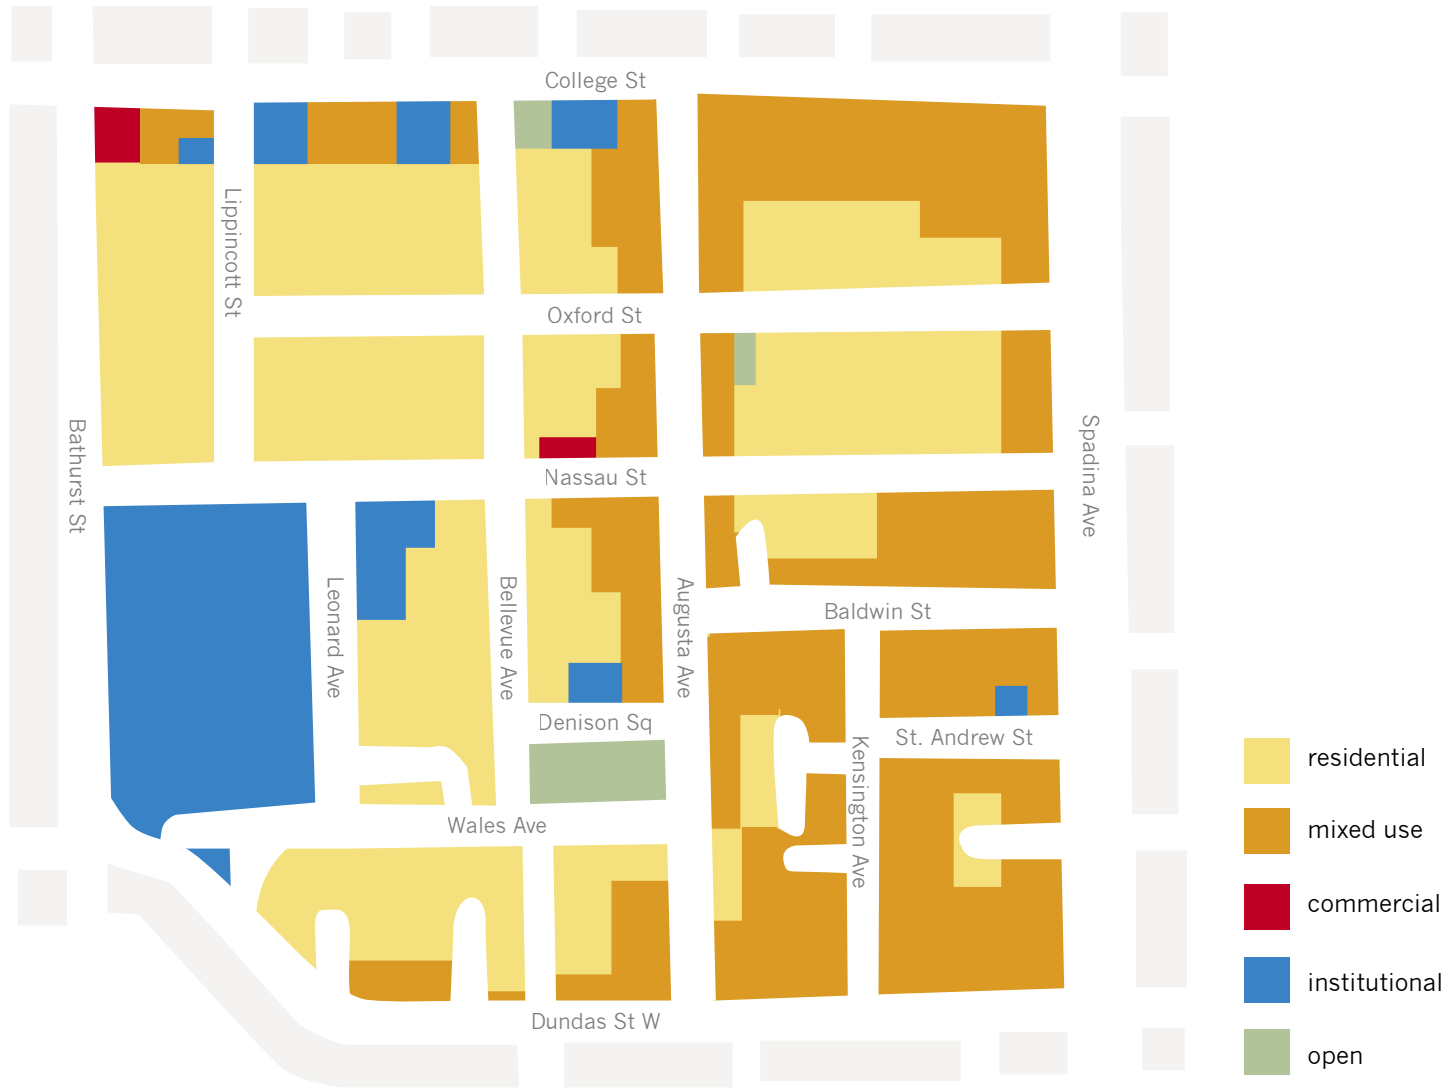 College St
Lippincott St
Oxford St
Bathurst St
Spadina Ave
Nassau St
Leonard Ave
Bellevue Ave
Augusta Ave
Baldwin St
Denison Sq
Kensington Ave
St. Andrew St
Wales Ave
Dundas St W
residential
mixed use
commercial
institutional
open